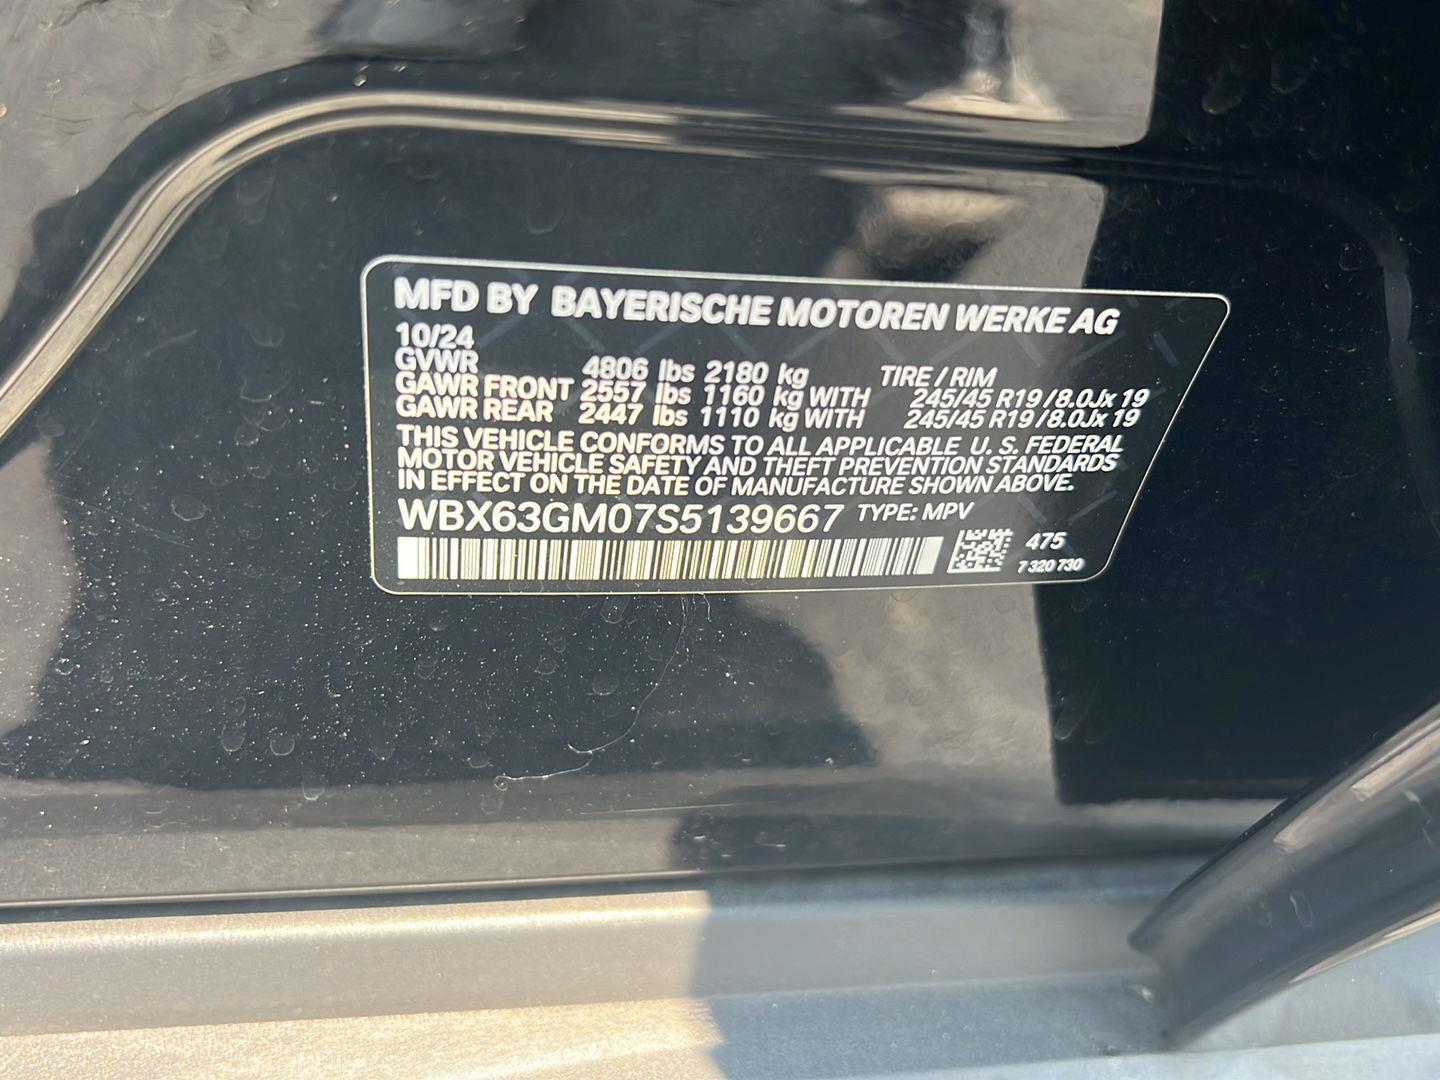 MFD BY BAYERISCHE MOTOREN WERKE AG
10/24
GVWR 4806 lbs 2180 kg TIRE / RIM
GAWR FRONT 2557 lbs 1160 kg WITH 245/45 R19 / 8.0Jx 19
GAWR REAR 2447 lbs 1110 kg WITH 245/45 R19 / 8.0Jx 19
THIS VEHICLE CONFORMS TO ALL APPLICABLE U. S. FEDERAL
MOTOR VEHICLE SAFETY AND THEFT PREVENTION STANDARDS
IN EFFECT ON THE DATE OF MANUFACTURE SHOWN ABOVE.
WBX63GM07S5139667 TYPE: MPV
475
7 320 730